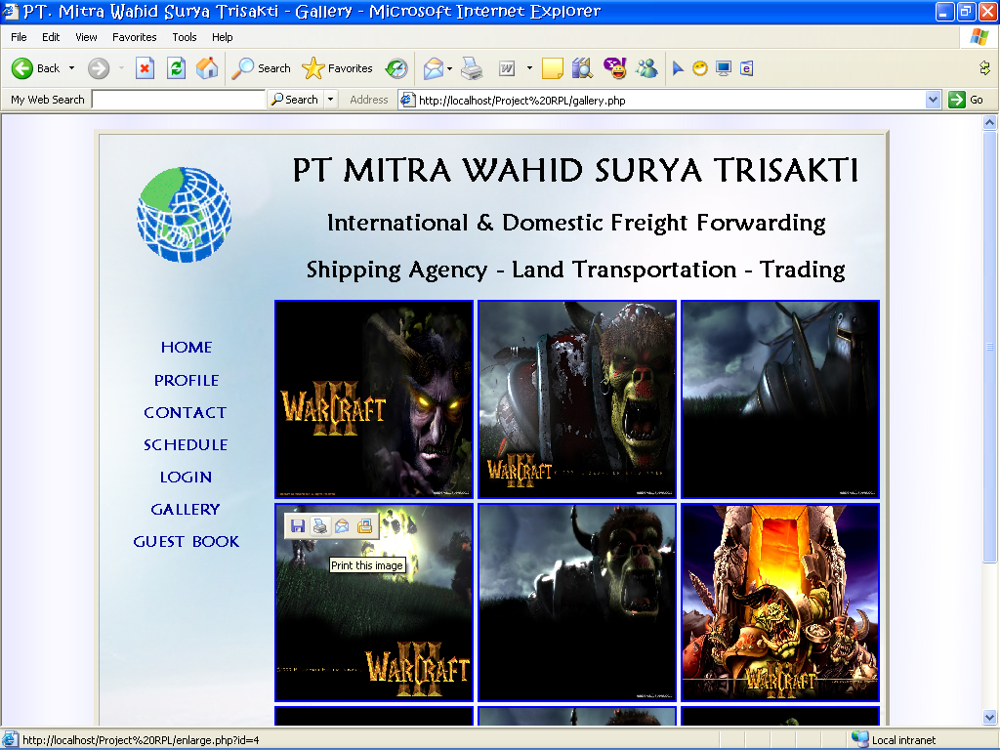 PT. Mitra Wahid Surya Trisakti - Gallery - Microsoft Internet Explorer
File Edit View Favorites Tools Help
Back Search Favorites
My Web Search Search Address http://localhost/Project%20RPL/gallery.php Go
PT MITRA WAHID SURYA TRISAKTI
International & Domestic Freight Forwarding
Shipping Agency - Land Transportation - Trading
HOME
PROFILE
CONTACT
SCHEDULE
LOGIN
GALLERY
GUEST BOOK
WARCRAFT
III
WARCRAFT
III
Print this image
WARCRAFT
III
WARCRAFT
III
http://localhost/Project%20RPL/enlarge.php?id=4 Local intranet